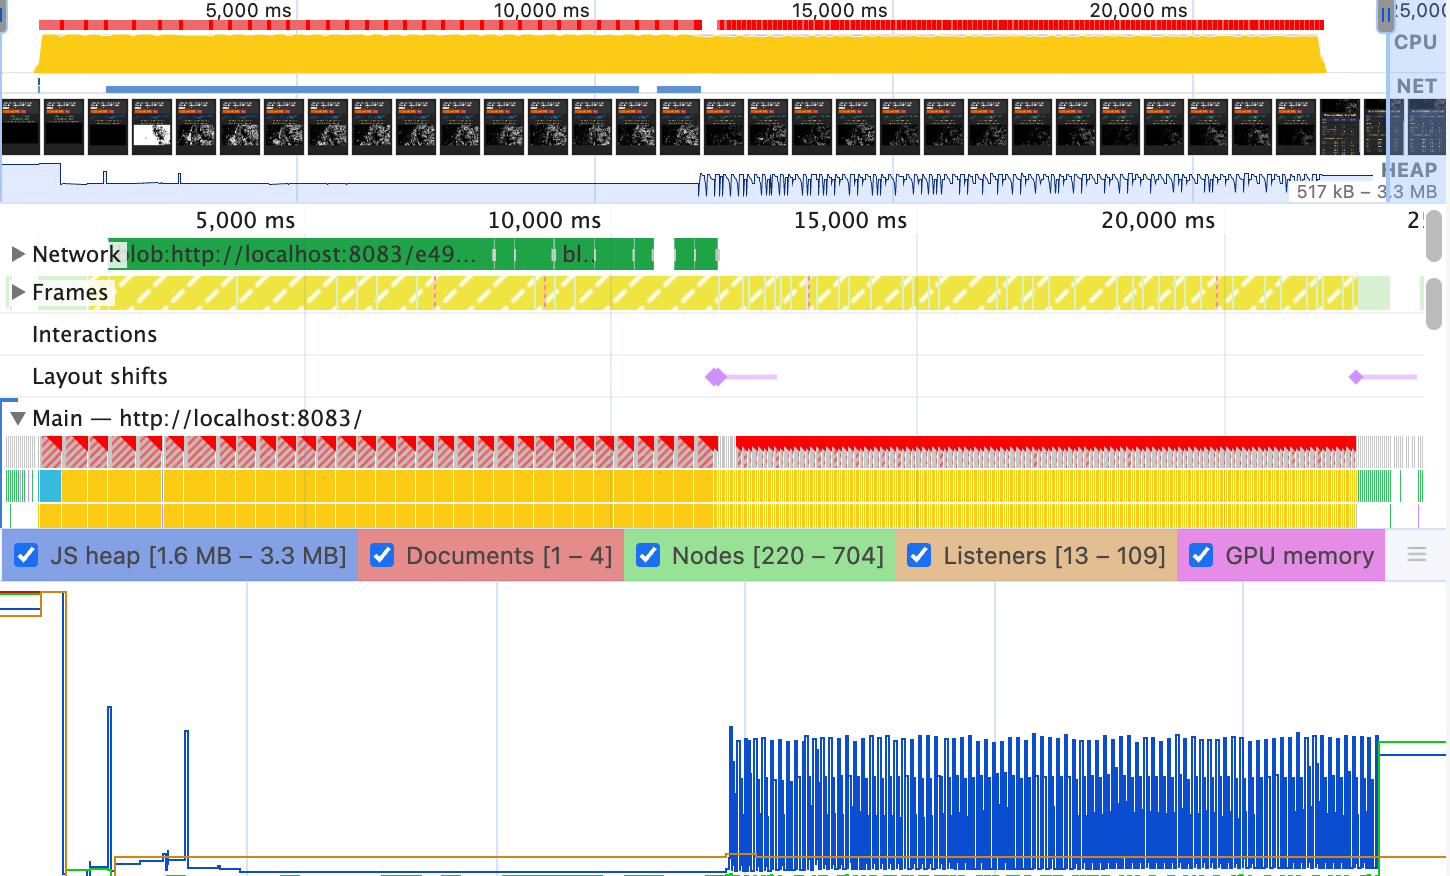 5,000 ms 10,000 ms 15,000 ms 20,000 ms 25,000
CPU
NET
HEAP
517 kB – 3.3 MB
5,000 ms 10,000 ms 15,000 ms 20,000 ms
Network lob:http://localhost:8083/e49... bl...
Frames
Interactions
Layout shifts
Main — http://localhost:8083/
JS heap [1.6 MB – 3.3 MB] Documents [1 – 4] Nodes [220 – 704] Listeners [13 – 109] GPU memory